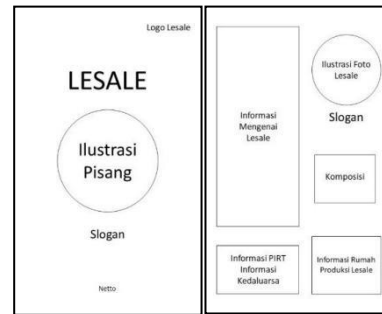 Logo Lesale
LESALE
Ilustrasi
Pisang
Slogan
Netto
Informasi
Mengenai
Lesale
Ilustrasi Foto
Lesale
Slogan
Komposisi
Informasi PIRT
Informasi
Kedaluarsa
Informasi Rumah
Produksi Lesale